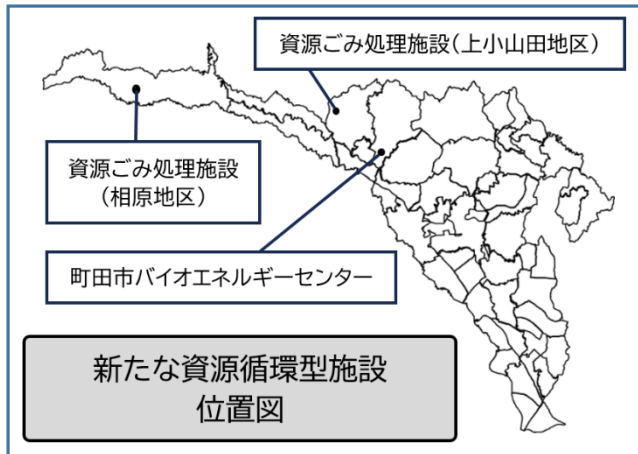 資源ごみ処理施設（上小山田地区）
資源ごみ処理施設
（相原地区）
町田市バイオエネルギーセンター
新たな資源循環型施設
位置図